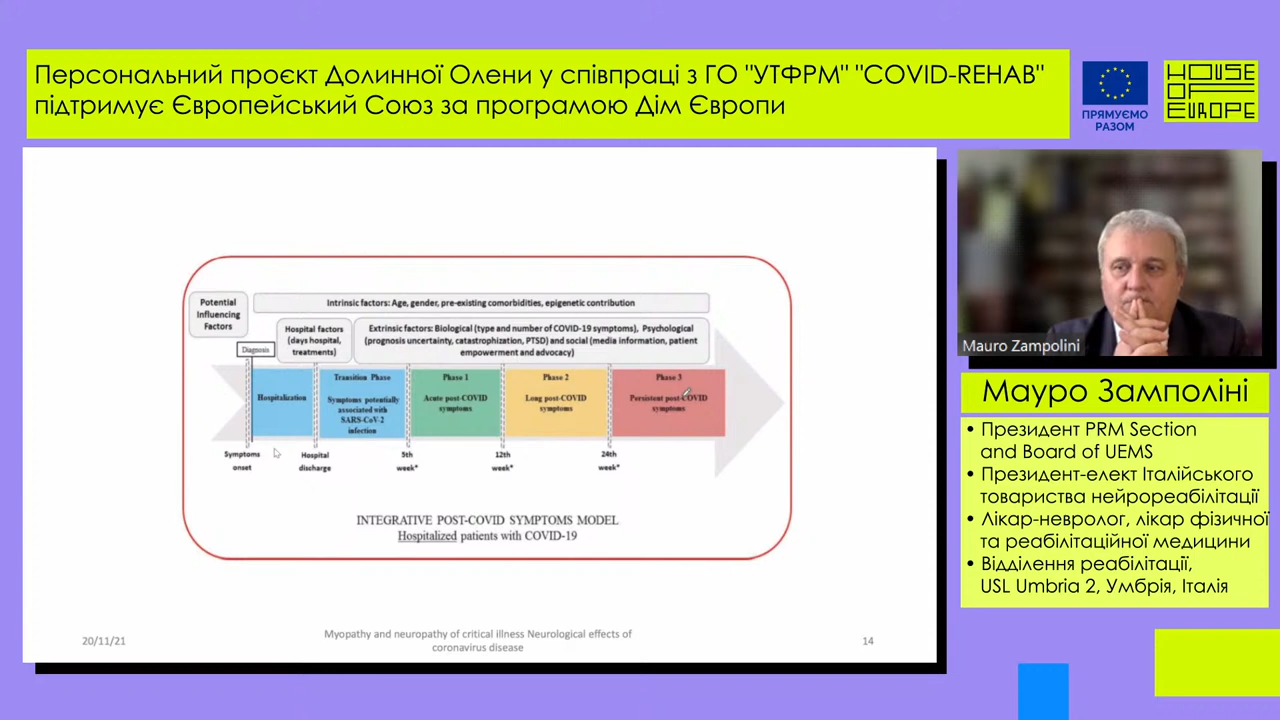 Персональний проєкт Долинної Олени у співпраці з ГО "УТФРМ" "COVID-REHAB"
підтримує Європейський Союз за програмою Дім Європи
ПРЯМУЄМО
РАЗОМ
HOUSE
OF
EUROPE
Potential
Influencing
Factors
Intrinsic factors: Age, gender, pre-existing comorbidities, epigenetic contribution
Hospital factors
(days hospital,
treatments)
Extrinsic factors: Biological (type and number of COVID-19 symptoms), Psychological
(prognosis uncertainty, catastrophization, PTSD) and social (media information, patient
empowerment and advocacy)
Diagnosis
Hospitalization
Transition Phase
Symptoms potentially
associated with
SARS-CoV-2
infection
Phase 1
Acute post-COVID
symptoms
Phase 2
Long post-COVID
symptoms
Phase 3
Persistent post-COVID
symptoms
Symptoms
onset
Hospital
discharge
5th
week*
12th
week*
24th
week*
INTEGRATIVE POST-COVID SYMPTOMS MODEL
Hospitalized patients with COVID-19
20/11/21
Myopathy and neuropathy of critical illness Neurological effects of
coronavirus disease
14
Mauro Zampolini
Мауро Замполіні
• Президент PRM Section
and Board of UEMS
• Президент-елект Італійського
товариства нейрореабілітації
• Лікар-невролог, лікар фізичної
та реабілітаційної медицини
• Відділення реабілітації,
USL Umbria 2, Умбрія, Італія